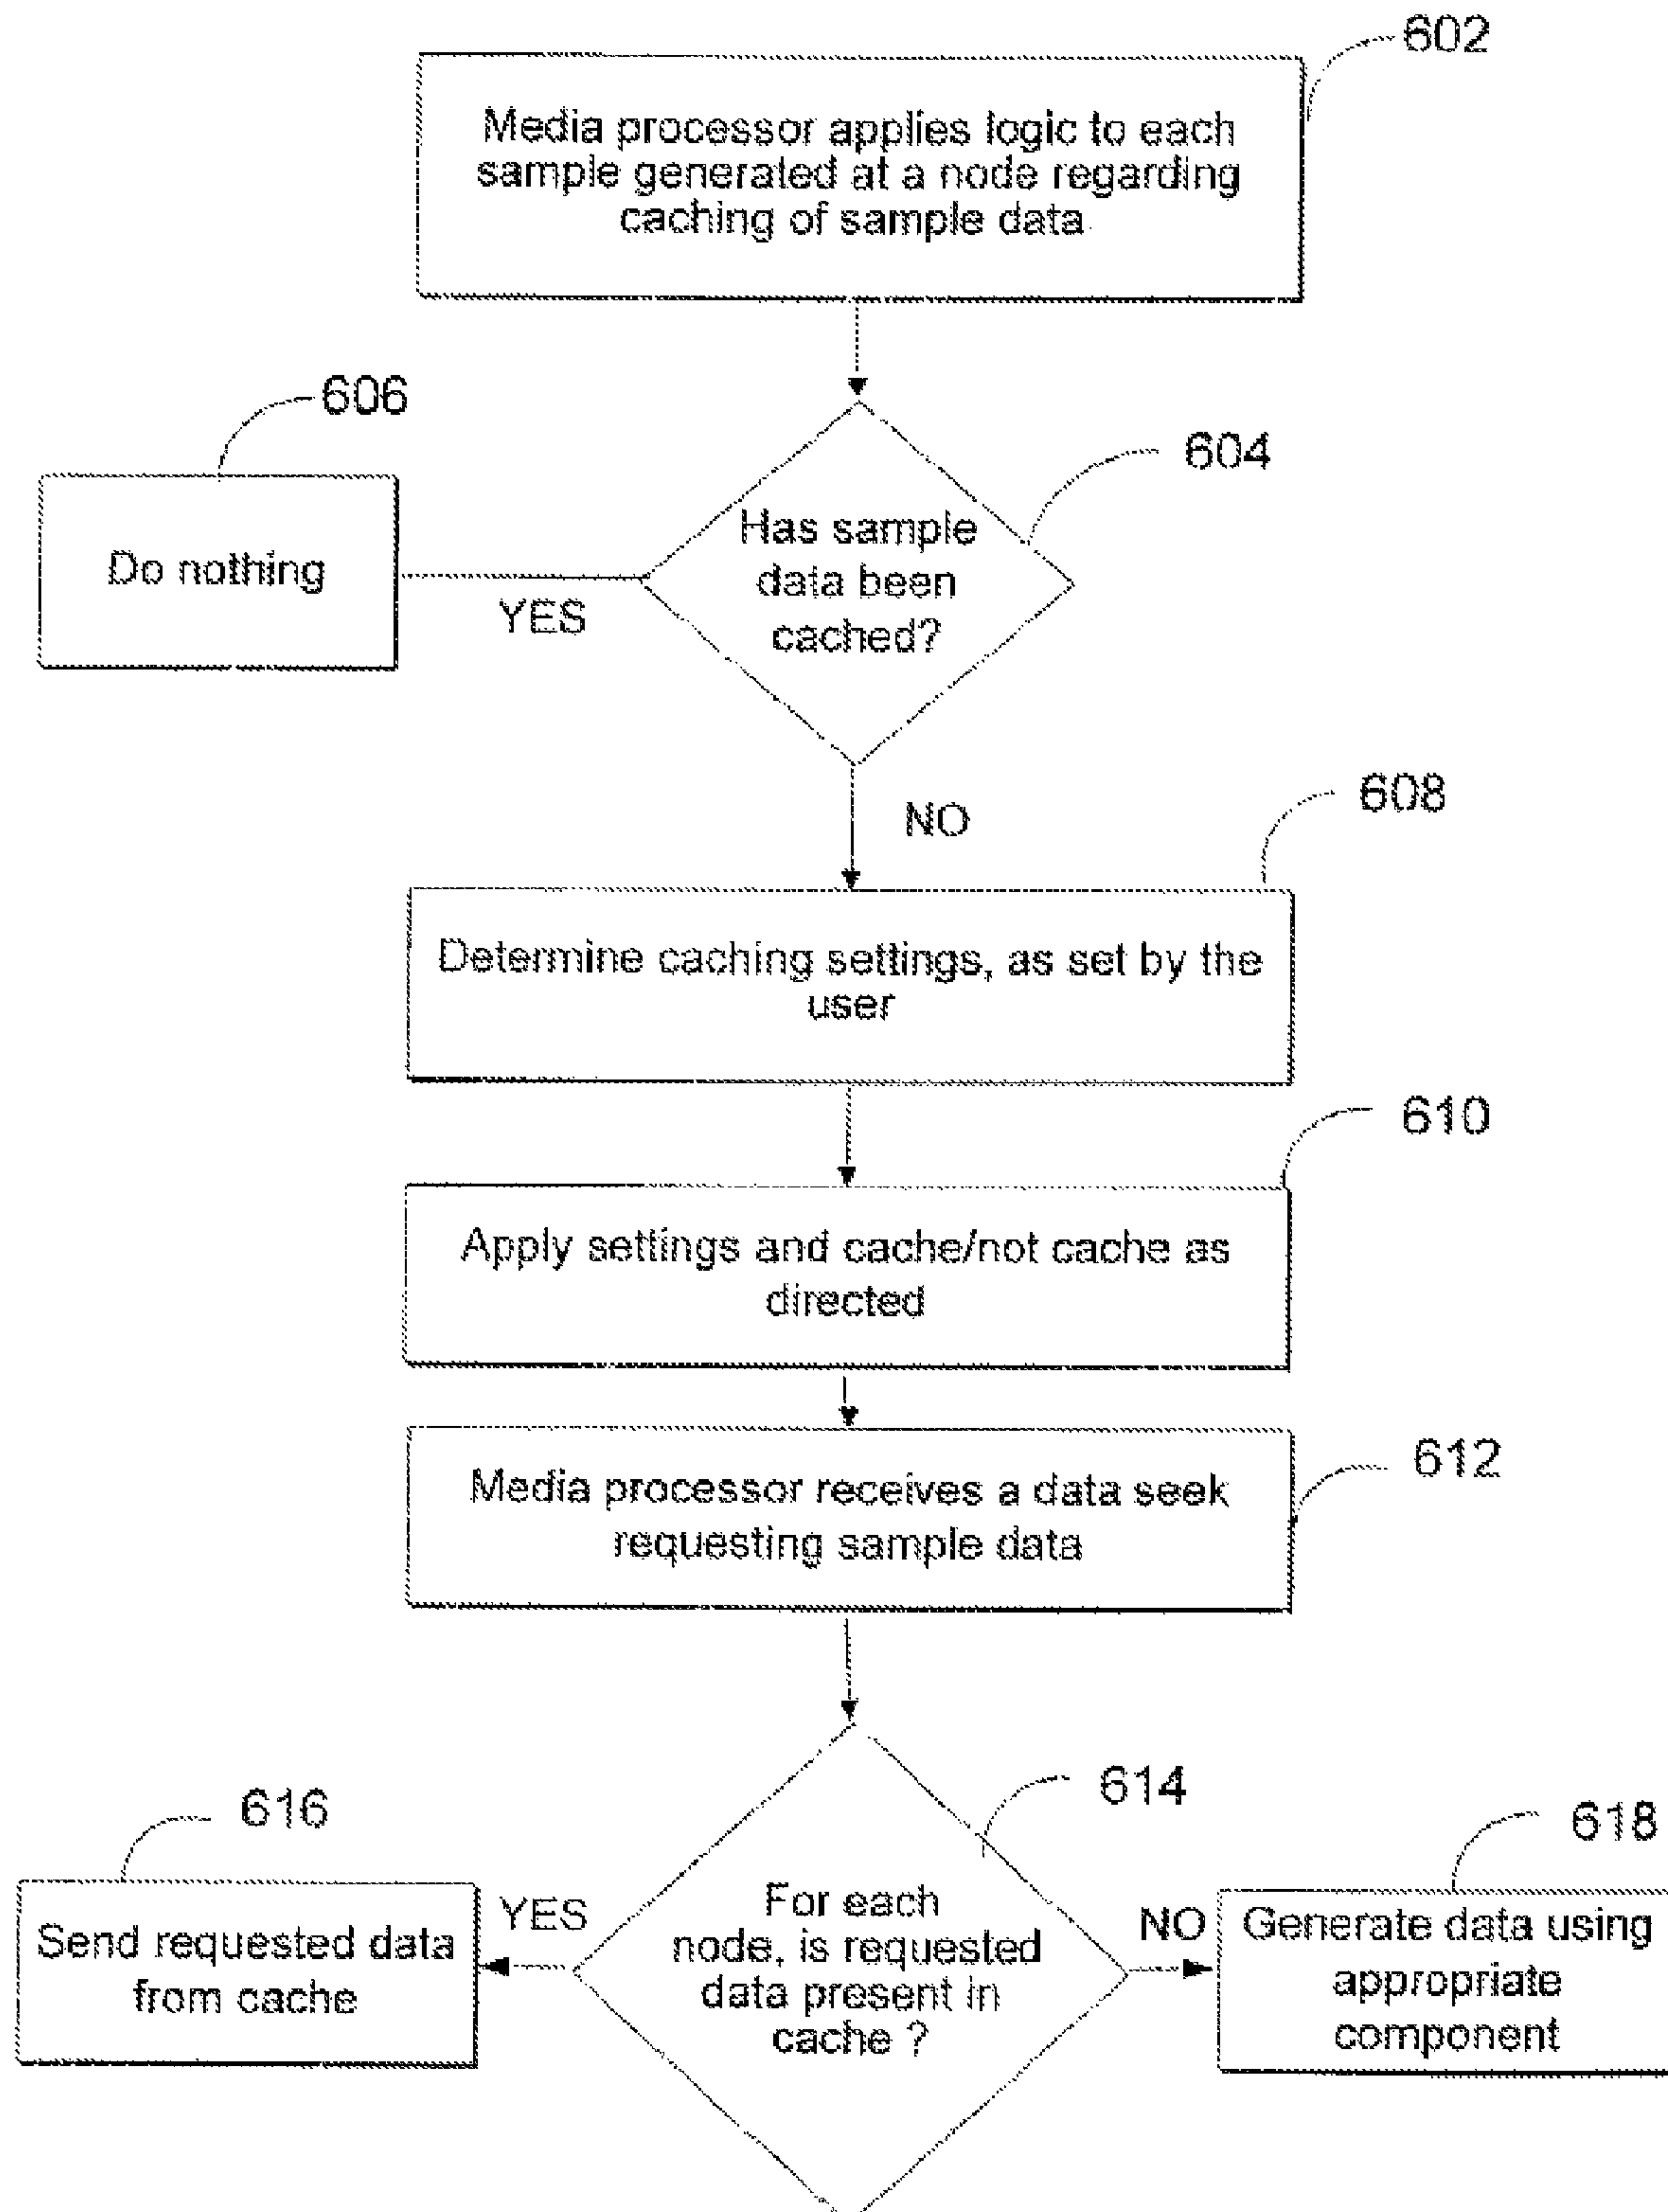 602
Media processor applies logic to each
sample generated at a node regarding
caching of sample data
606
604
Do nothing
YES
Has sample
data been
cached?
NO
608
Determine caching settings, as set by the
user
610
Apply settings and cache/not cache as
directed
612
Media processor receives a data seek
requesting sample data
616
614
618
Send requested data
from cache
YES
For each
node, is requested
data present in
cache ?
NO
Generate data using
appropriate
component